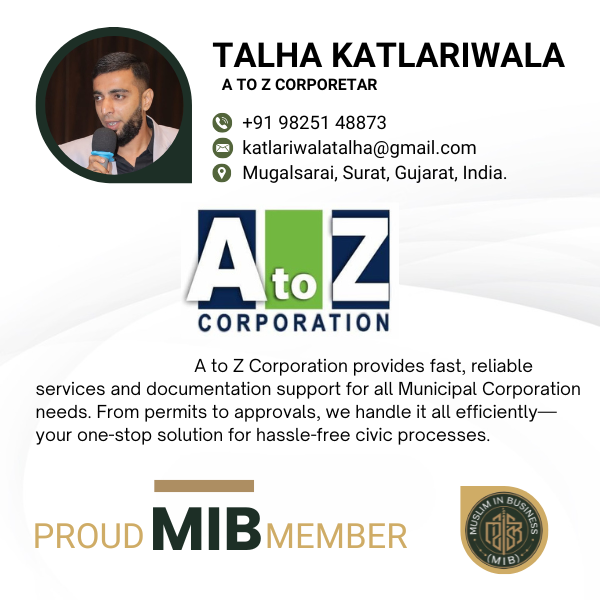 TALHA KATLARIWALA
A TO Z CORPORETAR
+91 98251 48873
katlariwalatalha@gmail.com
Mugalsarai, Surat, Gujarat, India.
A to Z
CORPORATION
A to Z Corporation provides fast, reliable
services and documentation support for all Municipal Corporation
needs. From permits to approvals, we handle it all efficiently—
your one-stop solution for hassle-free civic processes.
PROUD MIB MEMBER
MUSLIM IN BUSINESS
(MIB)